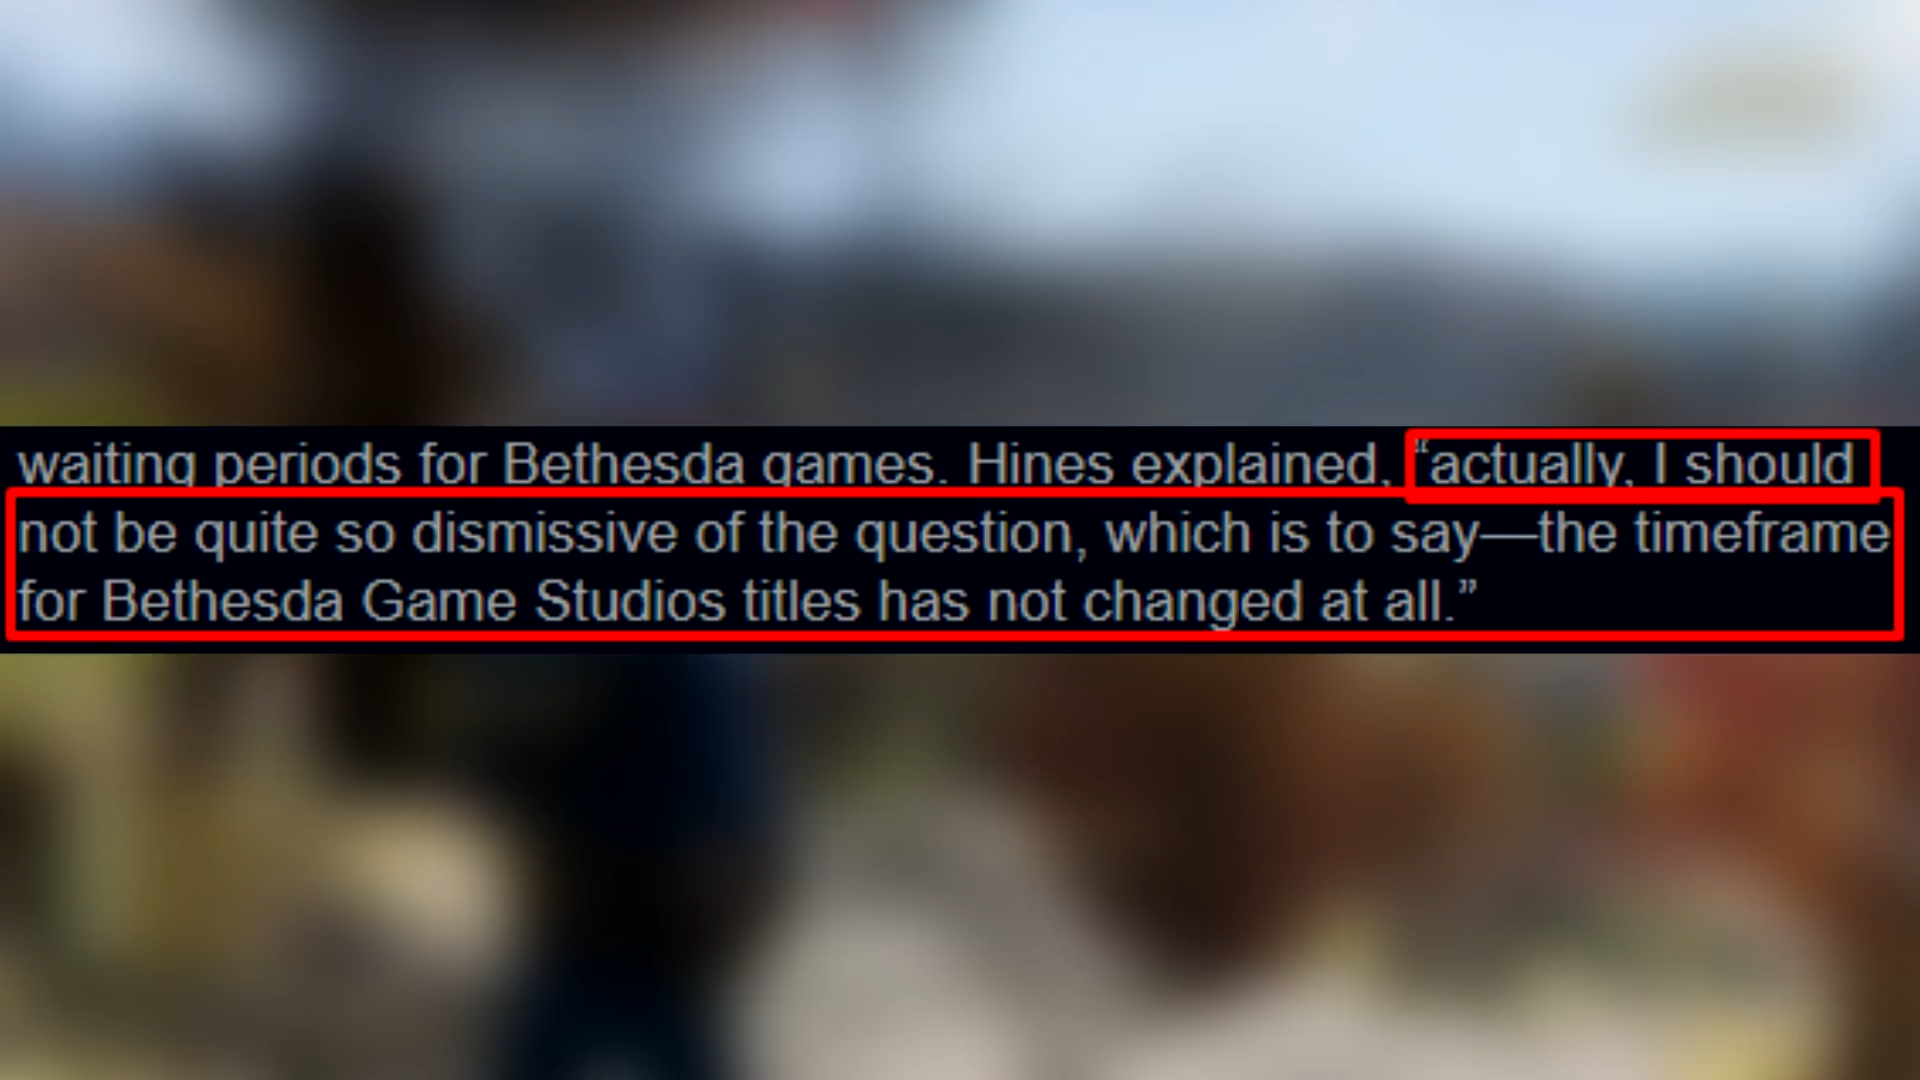 waiting periods for Bethesda games. Hines explained, “actually, I should
not be quite so dismissive of the question, which is to say—the timeframe
for Bethesda Game Studios titles has not changed at all.”